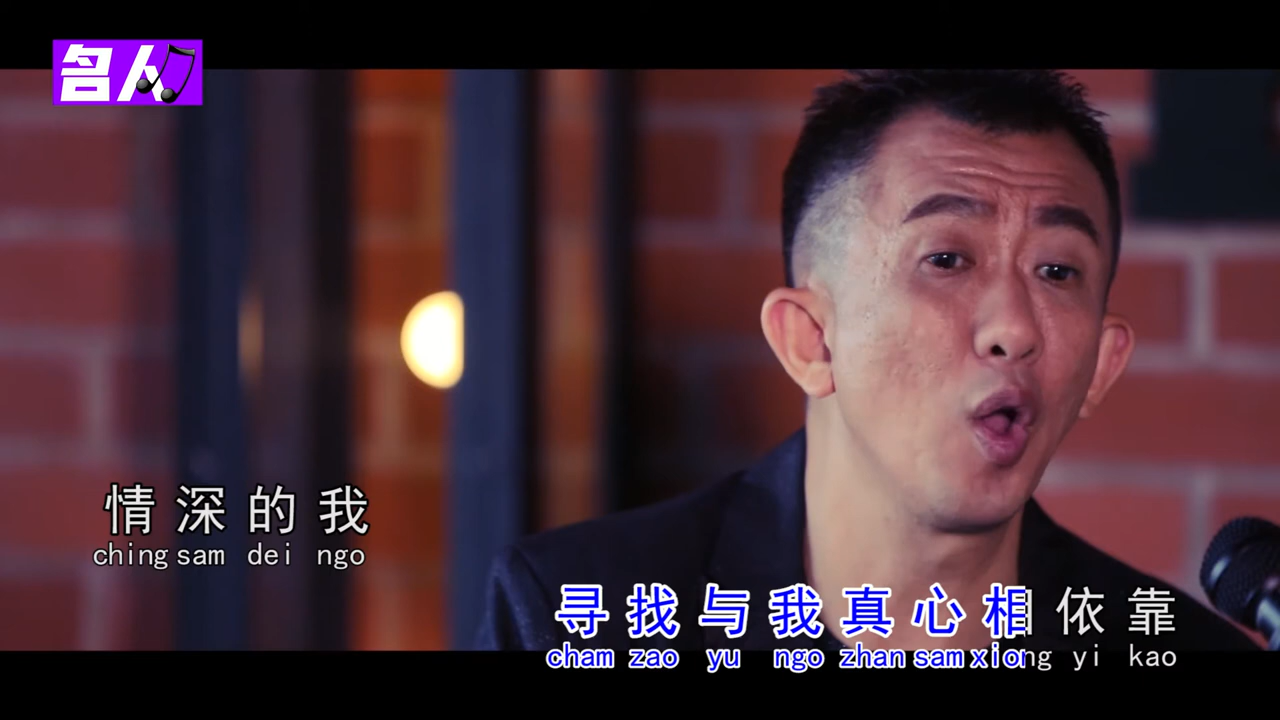 名人
情深的我
ching sam dei ngo
寻找与我真心相依靠
cham zao yu ngo zhan sam xiong yi kao